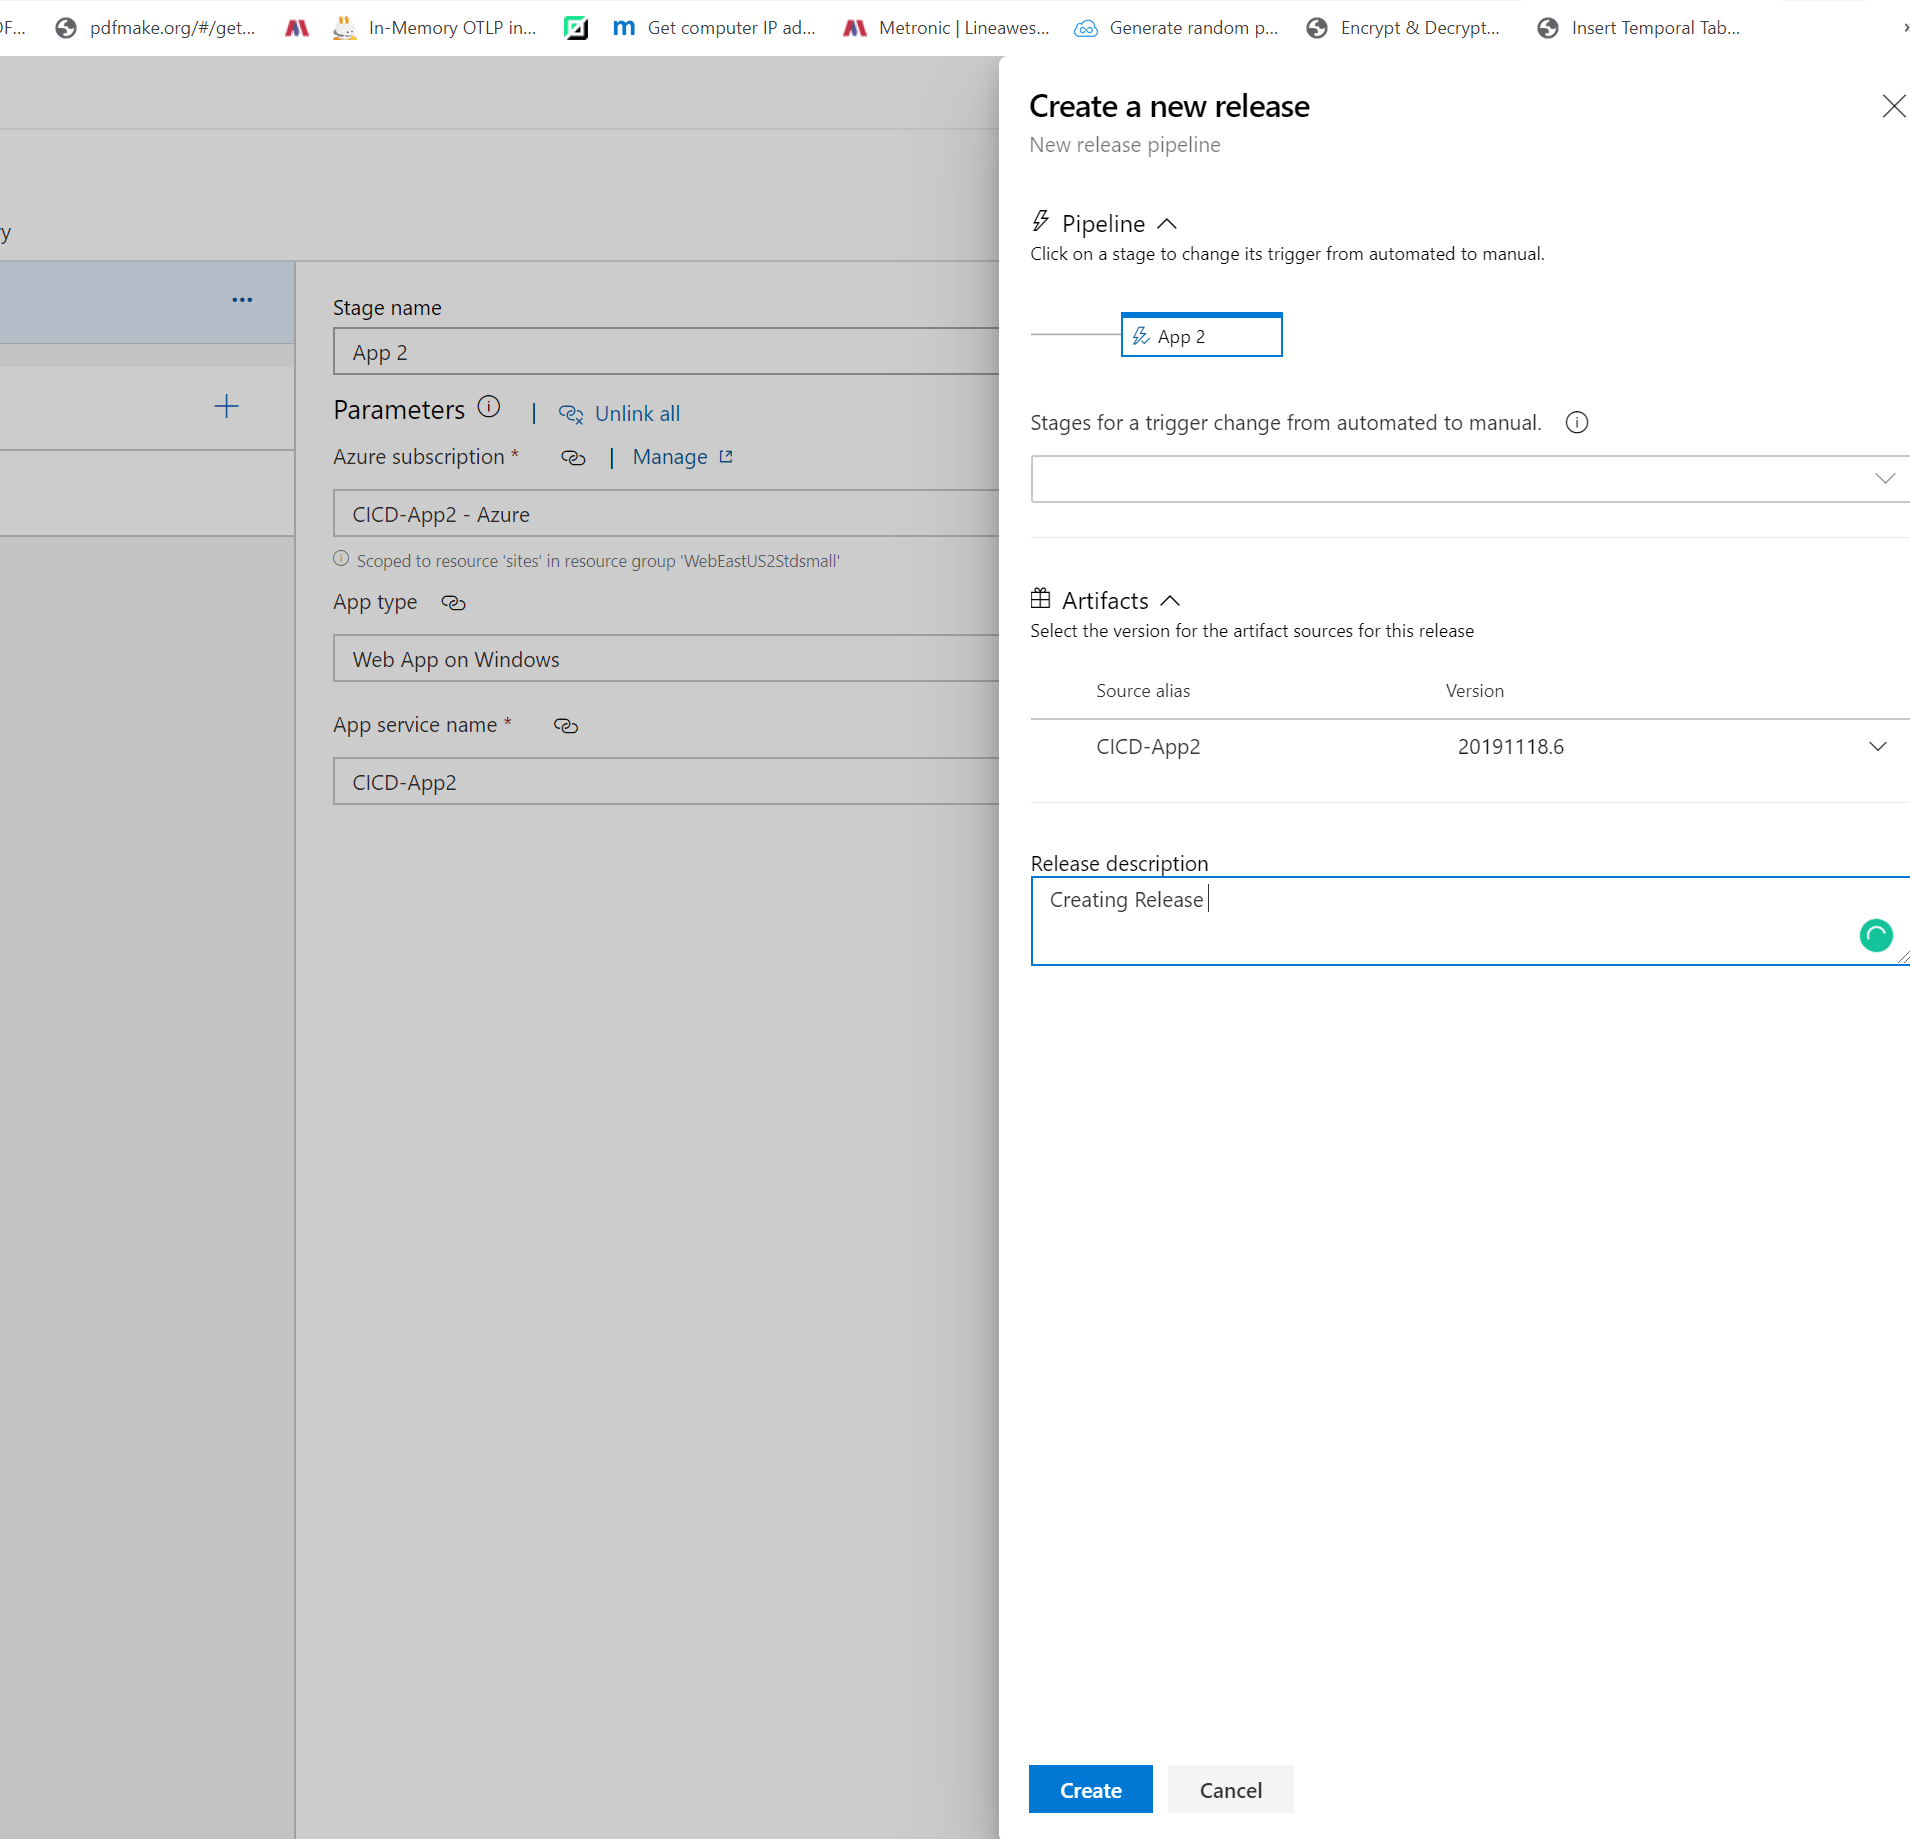 DF...
pdfmake.org/#/get...
In-Memory OTLP in...
m
Get computer IP ad...
Metronic | Lineawes...
Generate random p...
Encrypt & Decrypt...
Insert Temporal Tab...
y
Stage name
App 2
Parameters | Unlink all
Azure subscription * | Manage
CICD-App2 - Azure
Scoped to resource 'sites' in resource group 'WebEastUS2Stdsmall'
App type
Web App on Windows
App service name *
CICD-App2
Create a new release
New release pipeline
Pipeline
Click on a stage to change its trigger from automated to manual.
App 2
Stages for a trigger change from automated to manual.
Artifacts
Select the version for the artifact sources for this release
Source alias Version
CICD-App2 20191118.6
Release description
Creating Release
Create Cancel